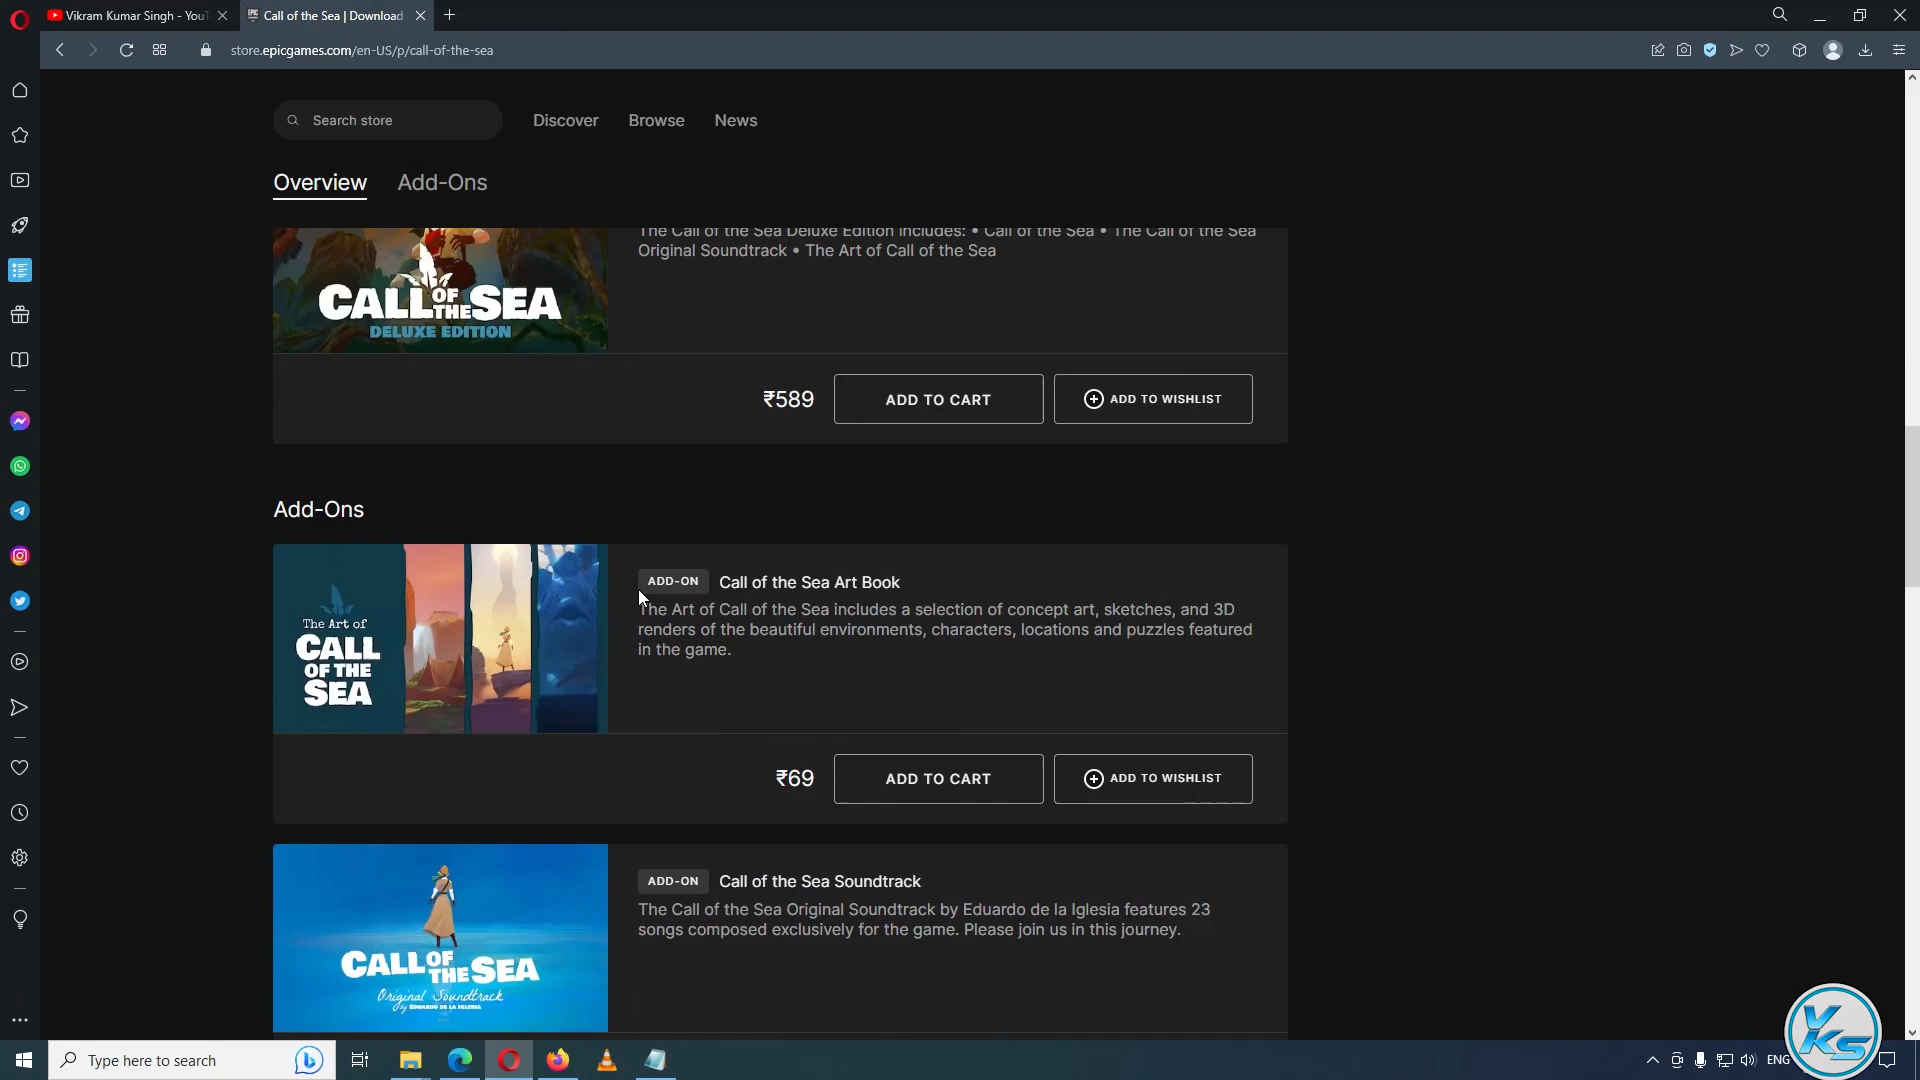 Vikram Kumar Singh - YouT
Call of the Sea | Download
store.epicgames.com/en-US/p/call-of-the-sea
Search store
Discover
Browse
News
Overview
Add-Ons
CALL OF THE SEA
DELUXE EDITION
The Call of the Sea Deluxe Edition includes: • Call of the Sea • The Call of the Sea
Original Soundtrack • The Art of Call of the Sea
₹589
ADD TO CART
ADD TO WISHLIST
Add-Ons
The Art of
CALL
OF THE
SEA
ADD-ON
Call of the Sea Art Book
The Art of Call of the Sea includes a selection of concept art, sketches, and 3D
renders of the beautiful environments, characters, locations and puzzles featured
in the game.
₹69
ADD TO CART
ADD TO WISHLIST
CALL OF THE SEA
Original Soundtrack
by EDUARDO DE LA IGLESIA
ADD-ON
Call of the Sea Soundtrack
The Call of the Sea Original Soundtrack by Eduardo de la Iglesia features 23
songs composed exclusively for the game. Please join us in this journey.
Type here to search
ENG
VKS